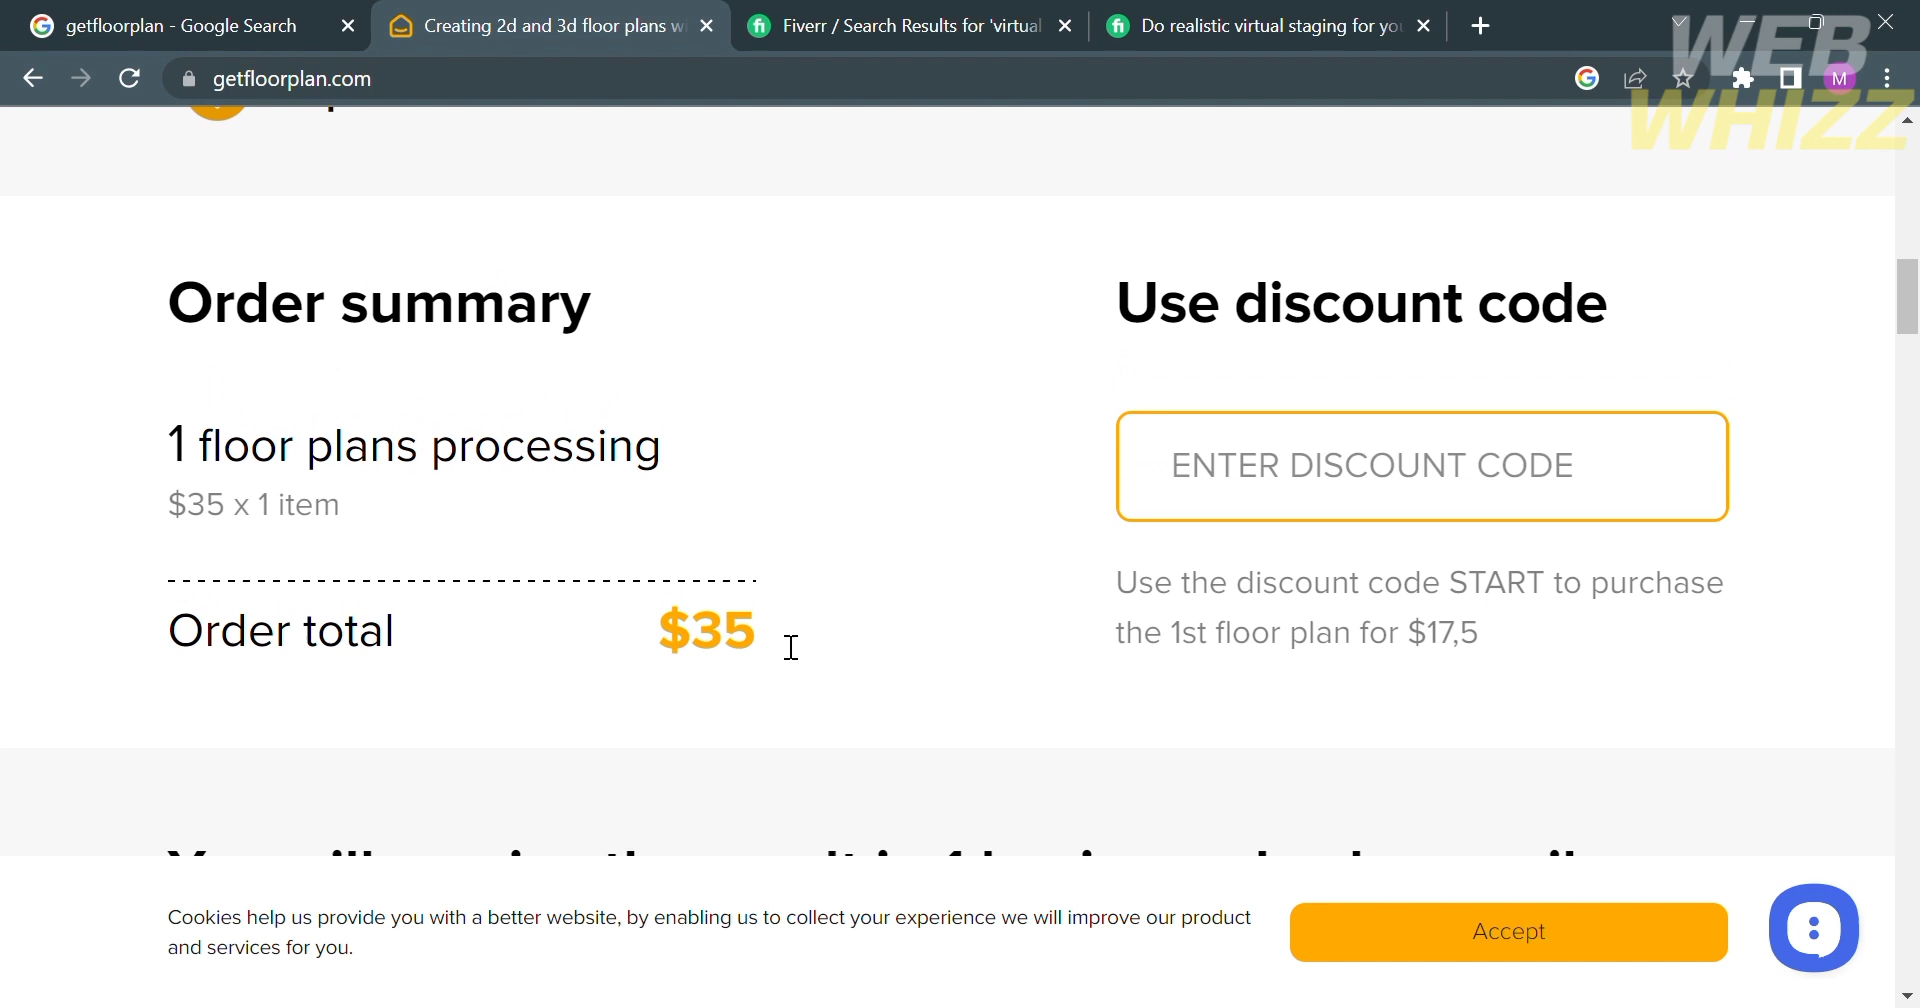 getfloorplan - Google Search
Creating 2d and 3d floor plans w
Fiverr / Search Results for 'virtual
Do realistic virtual staging for you
getfloorplan.com
M
WEB
WHIZZ
Order summary
Use discount code
1 floor plans processing
$35 x 1 item
ENTER DISCOUNT CODE
Order total
$35
Use the discount code START to purchase
the 1st floor plan for $17,5
Cookies help us provide you with a better website, by enabling us to collect your experience we will improve our product
and services for you.
Accept